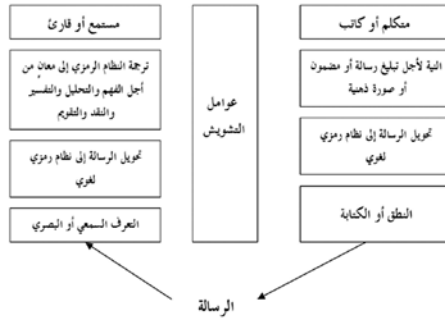 متكلم أو كاتب
النية لأجل تبليغ رسالة أو مضمون
أو صورة ذهنية
تحويل الرسالة إلى نظام رمزي
لغوي
النطق أو الكتابة
عوامل
التشويش
مستمع أو قارئ
ترجمة النظام الرمزي إلى معانٍ من
أجل الفهم والتحليل والتفسير
والنقد والتقويم
تحويل الرسالة إلى نظام رمزي
لغوي
التعرف السمعي أو البصري
الرسالة